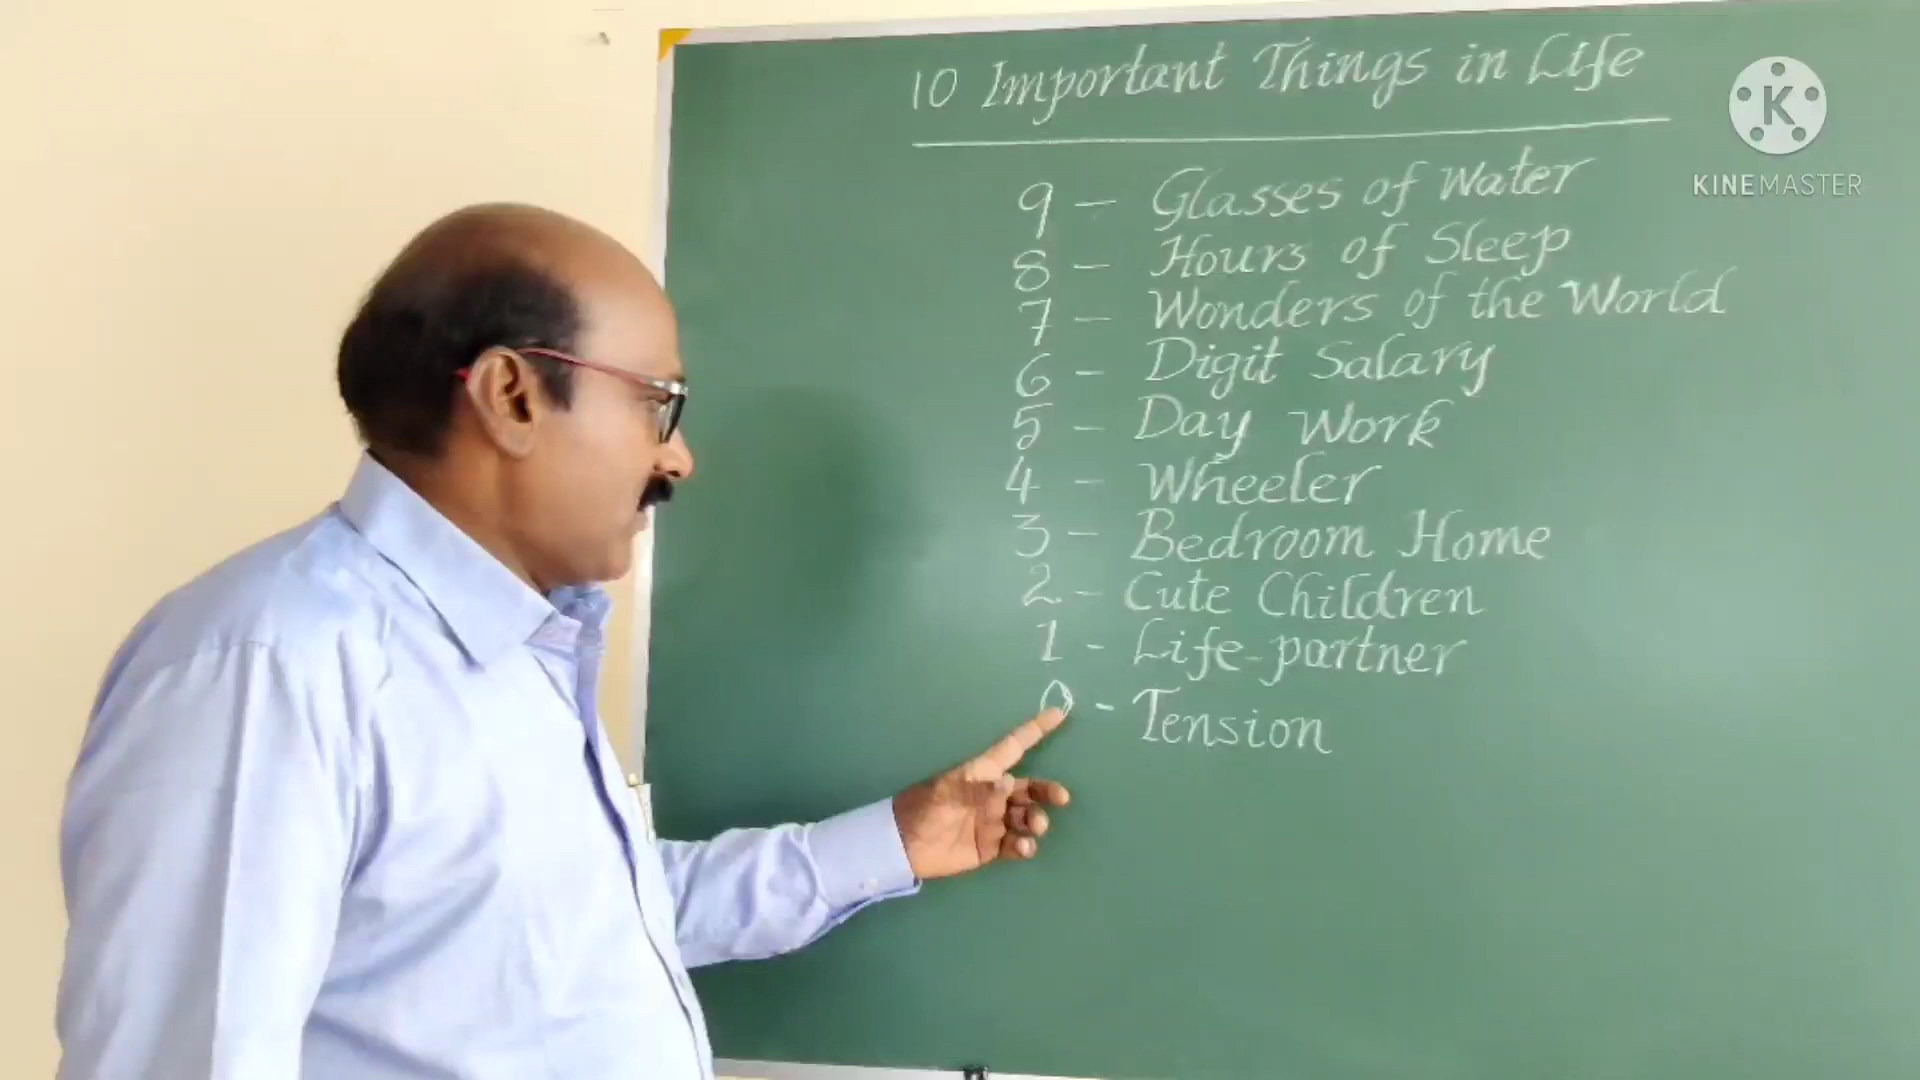 10 Important Things in Life
9 - Glasses of Water
8 - Hours of Sleep
7 - Wonders of the World
6 - Digit Salary
5 - Day Work
4 - Wheeler
3 - Bedroom Home
2 - Cute Children
1 - Life-partner
0 - Tension
K
KINEMASTER